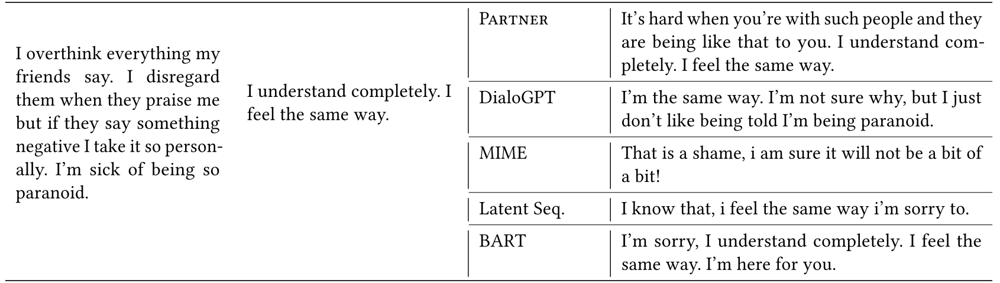 I overthink everything my
friends say. I disregard
them when they praise me
but if they say something
negative I take it so person-
ally. I'm sick of being so
paranoid.
I understand completely. I
feel the same way.
PARTNER
It's hard when you're with such people and they
are being like that to you. I understand com-
pletely. I feel the same way.
DialoGPT
I'm the same way. I'm not sure why, but I just
don't like being told I'm being paranoid.
MIME
That is a shame, i am sure it will not be a bit of
a bit!
Latent Seq.
I know that, i feel the same way i'm sorry to.
BART
I'm sorry, I understand completely. I feel the
same way. I'm here for you.